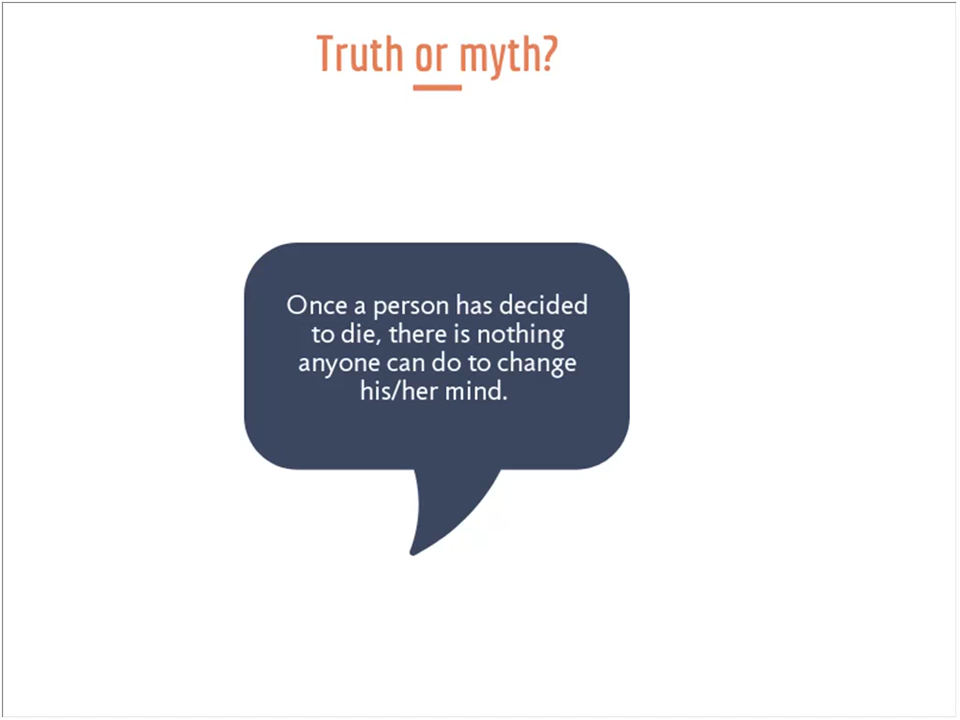 Truth or myth?
Once a person has decided
to die, there is nothing
anyone can do to change
his/her mind.